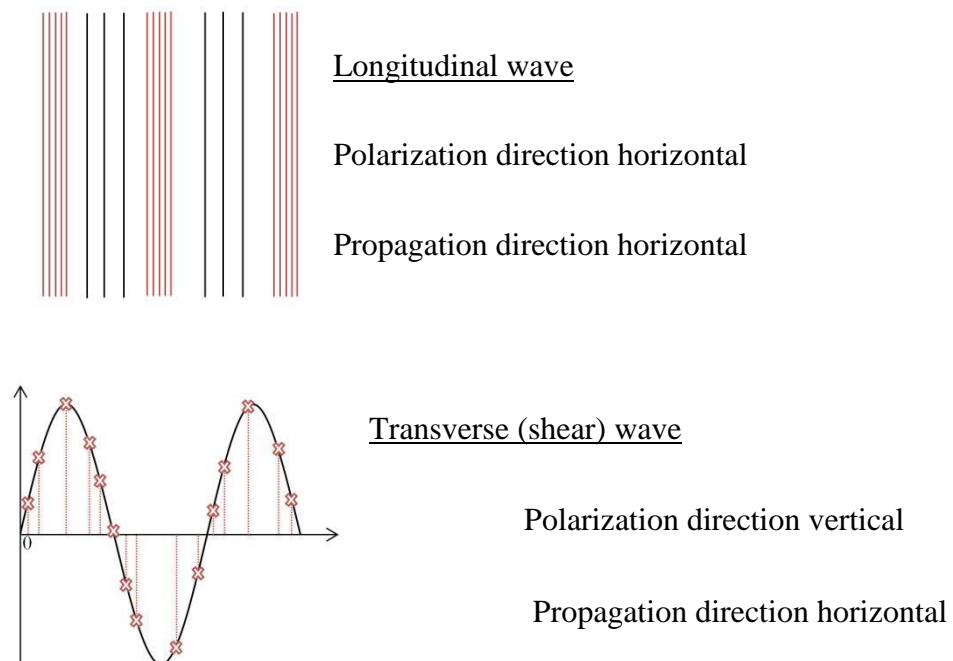 Longitudinal wave
Polarization direction horizontal
Propagation direction horizontal
Transverse (shear) wave
0
Polarization direction vertical
Propagation direction horizontal